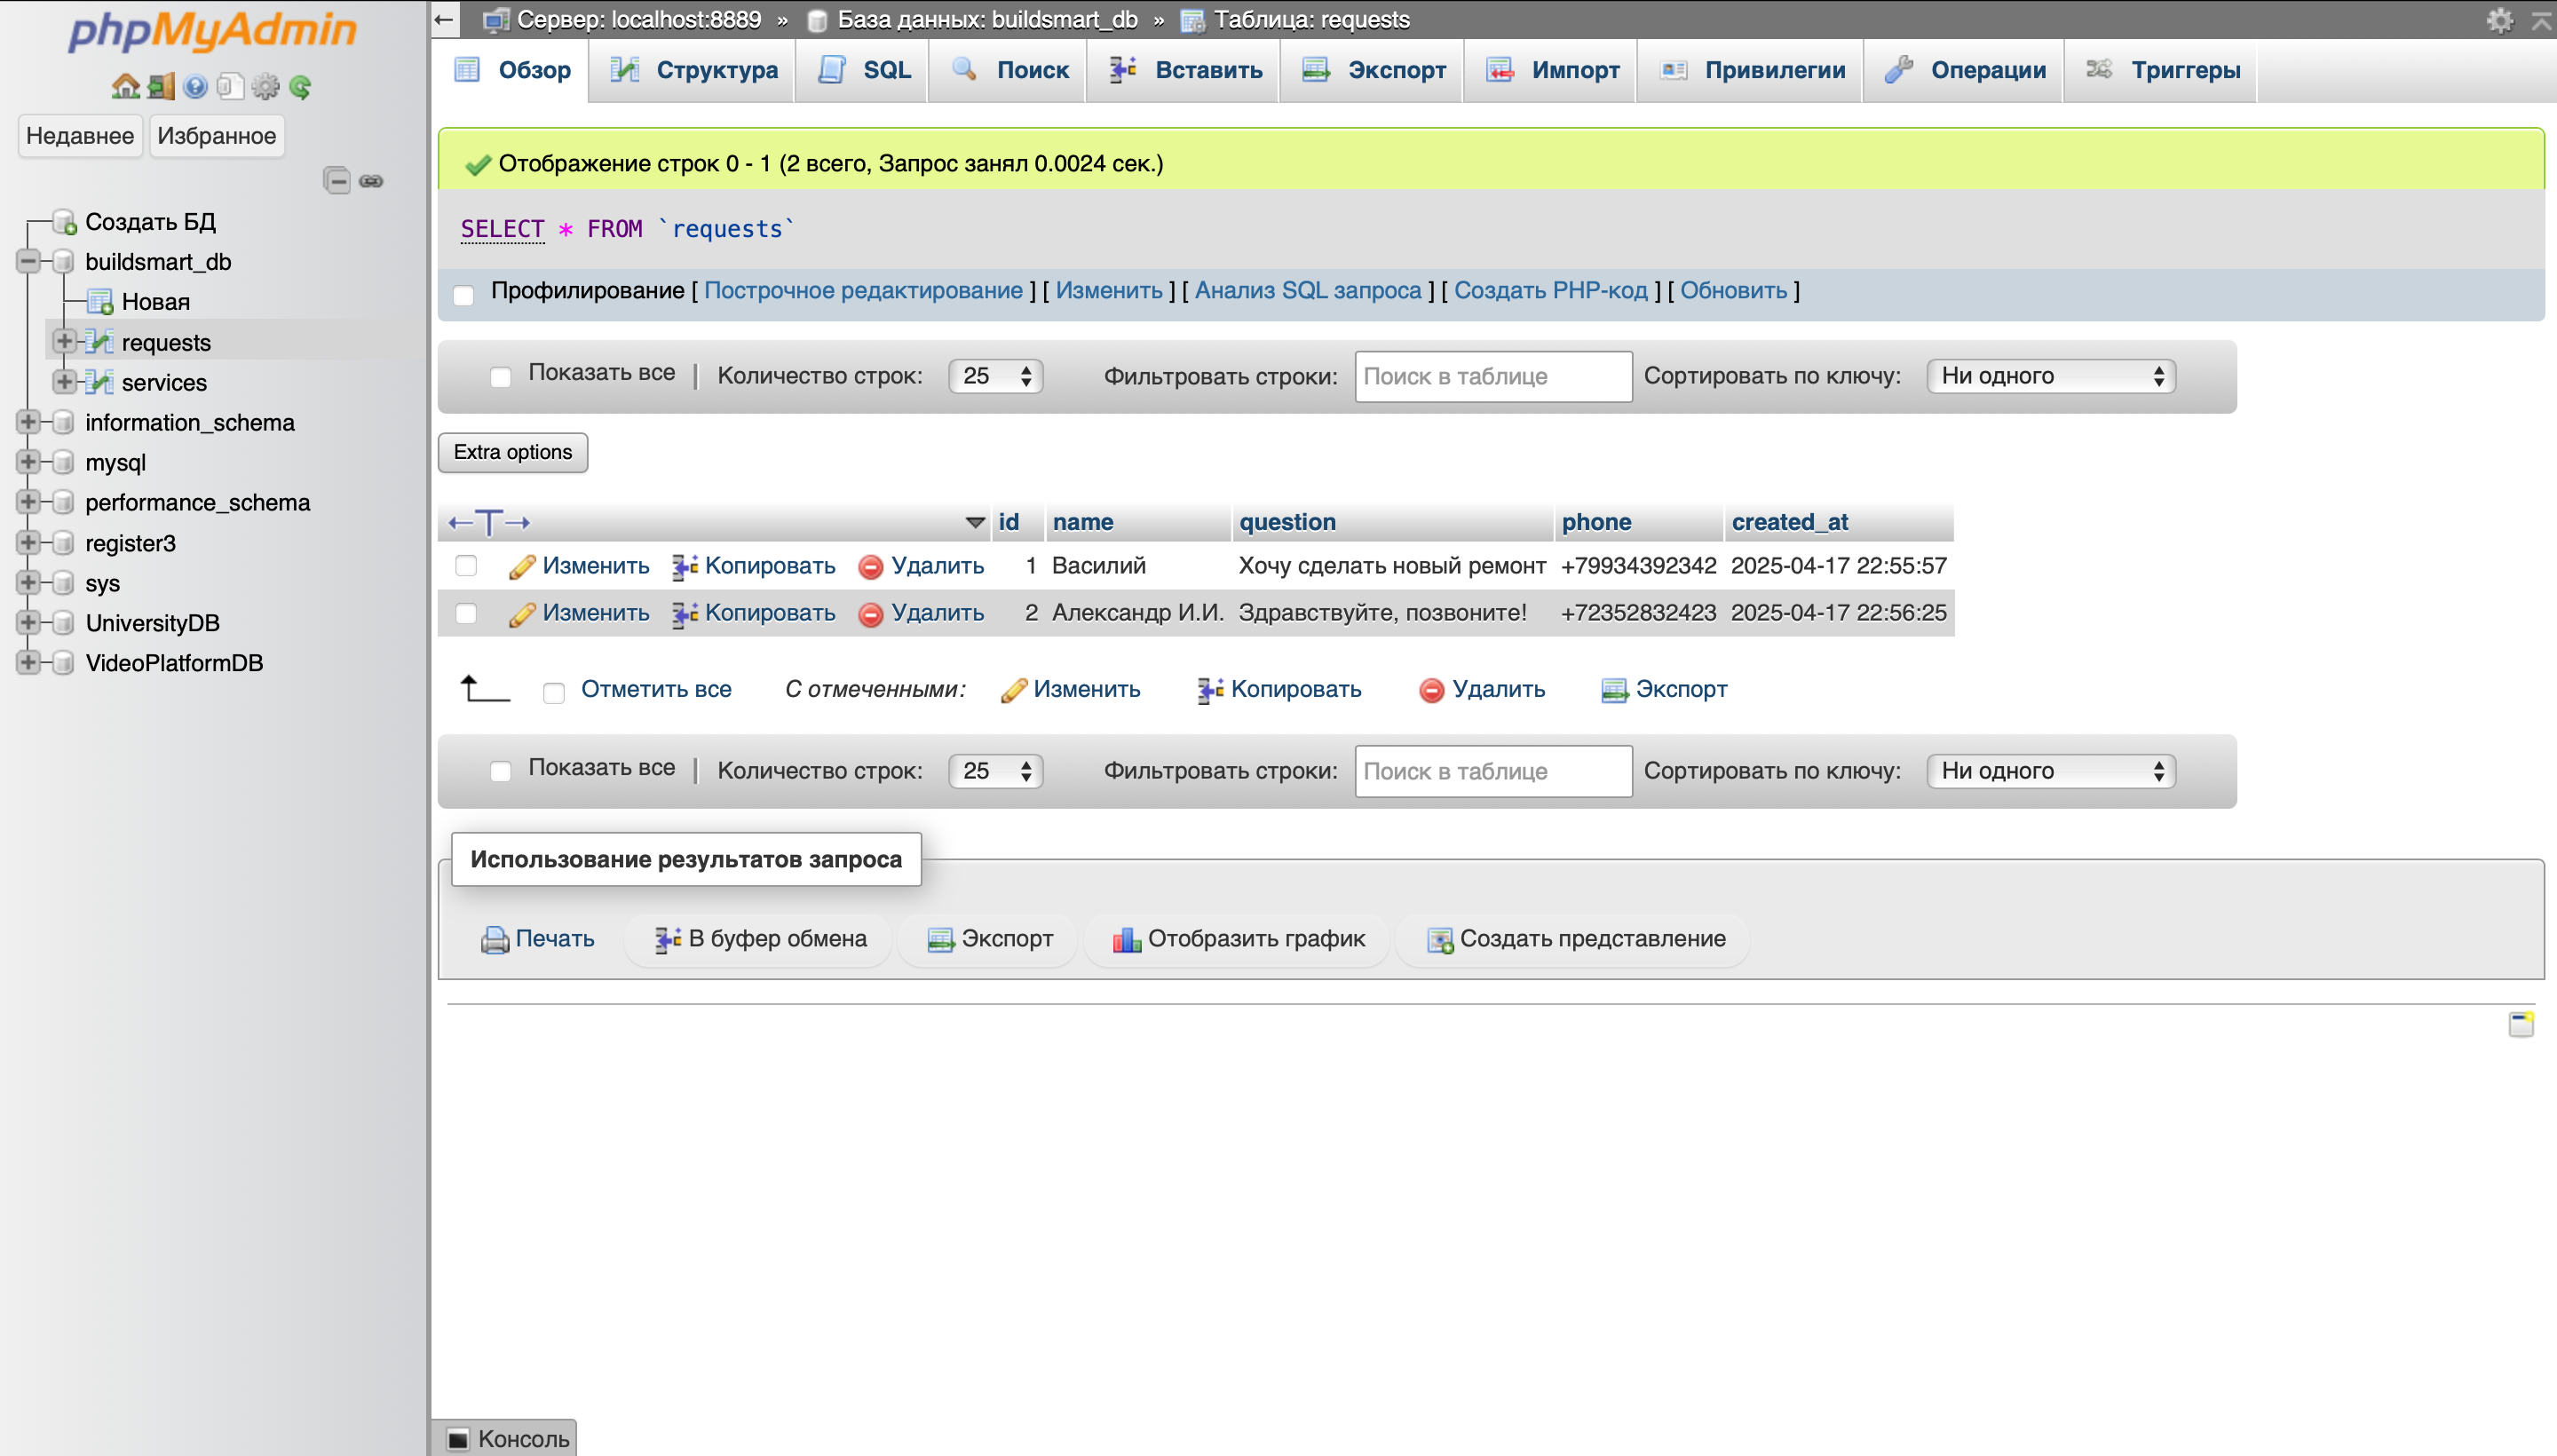 phpMyAdmin
Недавнее Избранное
Создать БД
buildsmart_db
Новая
requests
services
information_schema
mysql
performance_schema
register3
sys
UniversityDB
VideoPlatformDB
Сервер: localhost:8889 » База данных: buildsmart_db » Таблица: requests
Обзор Структура SQL Поиск Вставить Экспорт Импорт Привилегии Операции Триггеры
Отображение строк 0 - 1 (2 всего, Запрос занял 0.0024 сек.)
SELECT * FROM `requests`
Профилирование [ Построчное редактирование ] [ Изменить ] [ Анализ SQL запроса ] [ Создать PHP-код ] [ Обновить ]
Показать все | Количество строк: 25 Фильтровать строки: Поиск в таблице Сортировать по ключу: Ни одного
Extra options
←T→ id name question phone created_at
Изменить Копировать Удалить 1 Василий Хочу сделать новый ремонт +79934392342 2025-04-17 22:55:57
Изменить Копировать Удалить 2 Александр И.И. Здравствуйте, позвоните! +72352832423 2025-04-17 22:56:25
Отметить все С отмеченными: Изменить Копировать Удалить Экспорт
Показать все | Количество строк: 25 Фильтровать строки: Поиск в таблице Сортировать по ключу: Ни одного
Использование результатов запроса
Печать В буфер обмена Экспорт Отобразить график Создать представление
Консоль